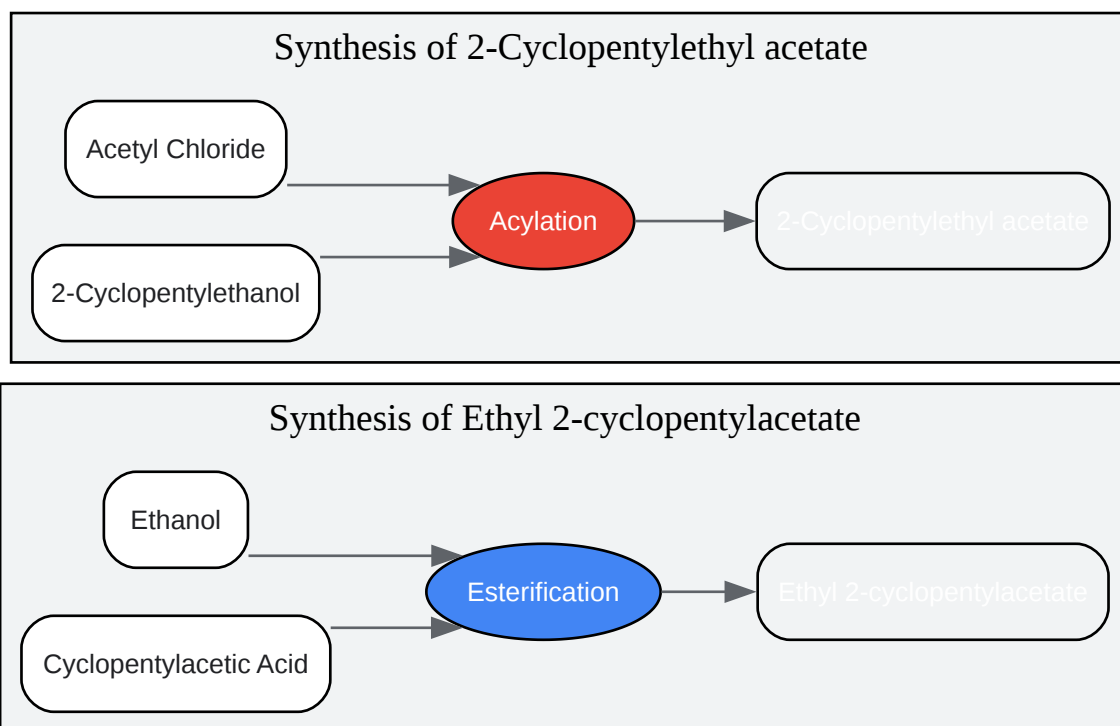 Synthesis of 2-Cyclopentylethyl acetate
Acetyl Chloride
Acylation
2-Cyclopentylethyl acetate
2-Cyclopentylethanol
Synthesis of Ethyl 2-cyclopentylacetate
Ethanol
Esterification
Ethyl 2-cyclopentylacetate
Cyclopentylacetic Acid